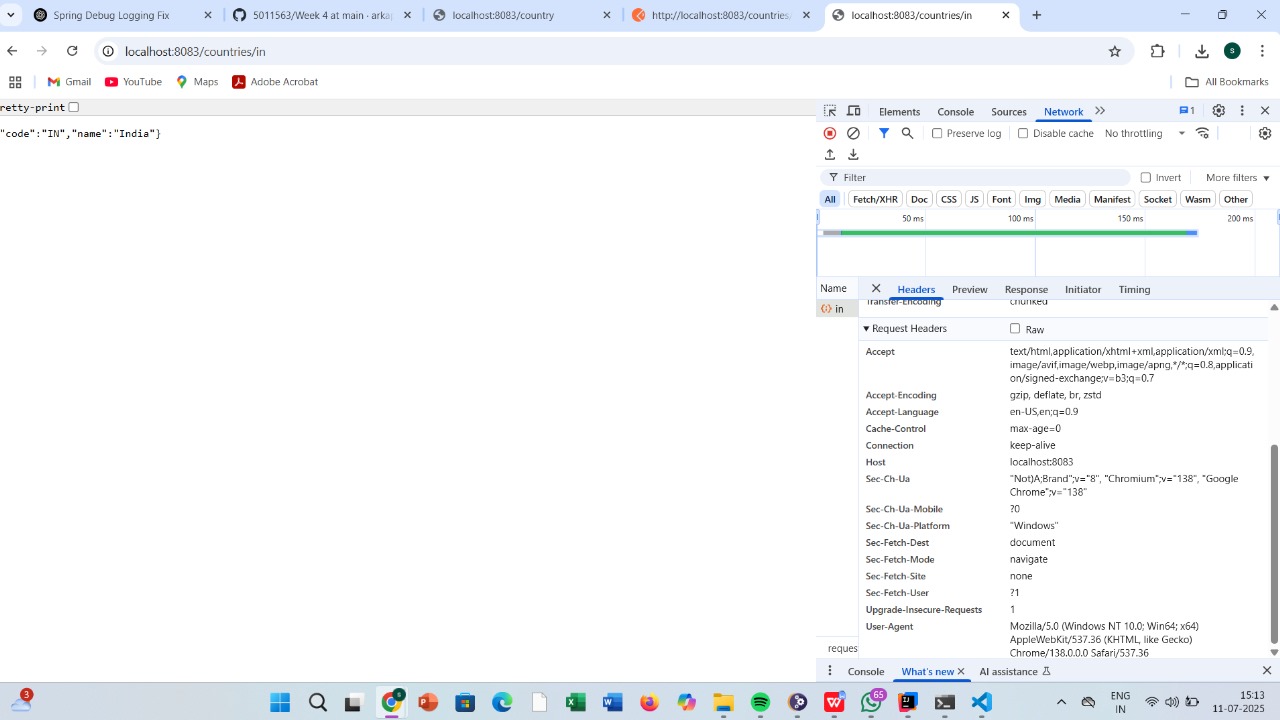 Spring Debug Logging Fix
5011563/Week 4 at main · arka
localhost:8083/country
http://localhost:8083/countries/
localhost:8083/countries/in
localhost:8083/countries/in
s
Gmail
YouTube
Maps
Adobe Acrobat
All Bookmarks
retty-print
"code":"IN","name":"India"}
Elements
Console
Sources
Network
1
Preserve log
Disable cache
No throttling
Filter
Invert
More filters
All
Fetch/XHR
Doc
CSS
JS
Font
Img
Media
Manifest
Socket
Wasm
Other
50 ms
100 ms
150 ms
200 ms
Name
Headers
Preview
Response
Initiator
Timing
in
Transfer-Encoding chunked
Request Headers
Raw
Accept text/html,application/xhtml+xml,application/xml;q=0.9,
image/avif,image/webp,image/apng,*/*;q=0.8,applicati
on/signed-exchange;v=b3;q=0.7
Accept-Encoding gzip, deflate, br, zstd
Accept-Language en-US,en;q=0.9
Cache-Control max-age=0
Connection keep-alive
Host localhost:8083
Sec-Ch-Ua "Not)A;Brand";v="8", "Chromium";v="138", "Google
Chrome";v="138"
Sec-Ch-Ua-Mobile ?0
Sec-Ch-Ua-Platform "Windows"
Sec-Fetch-Dest document
Sec-Fetch-Mode navigate
Sec-Fetch-Site none
Sec-Fetch-User ?1
Upgrade-Insecure-Requests 1
User-Agent Mozilla/5.0 (Windows NT 10.0; Win64; x64)
AppleWebKit/537.36 (KHTML, like Gecko)
Chrome/138.0.0.0 Safari/537.36
reques
Console
What's new
AI assistance
3
65
ENG
IN
15:13
11-07-2025